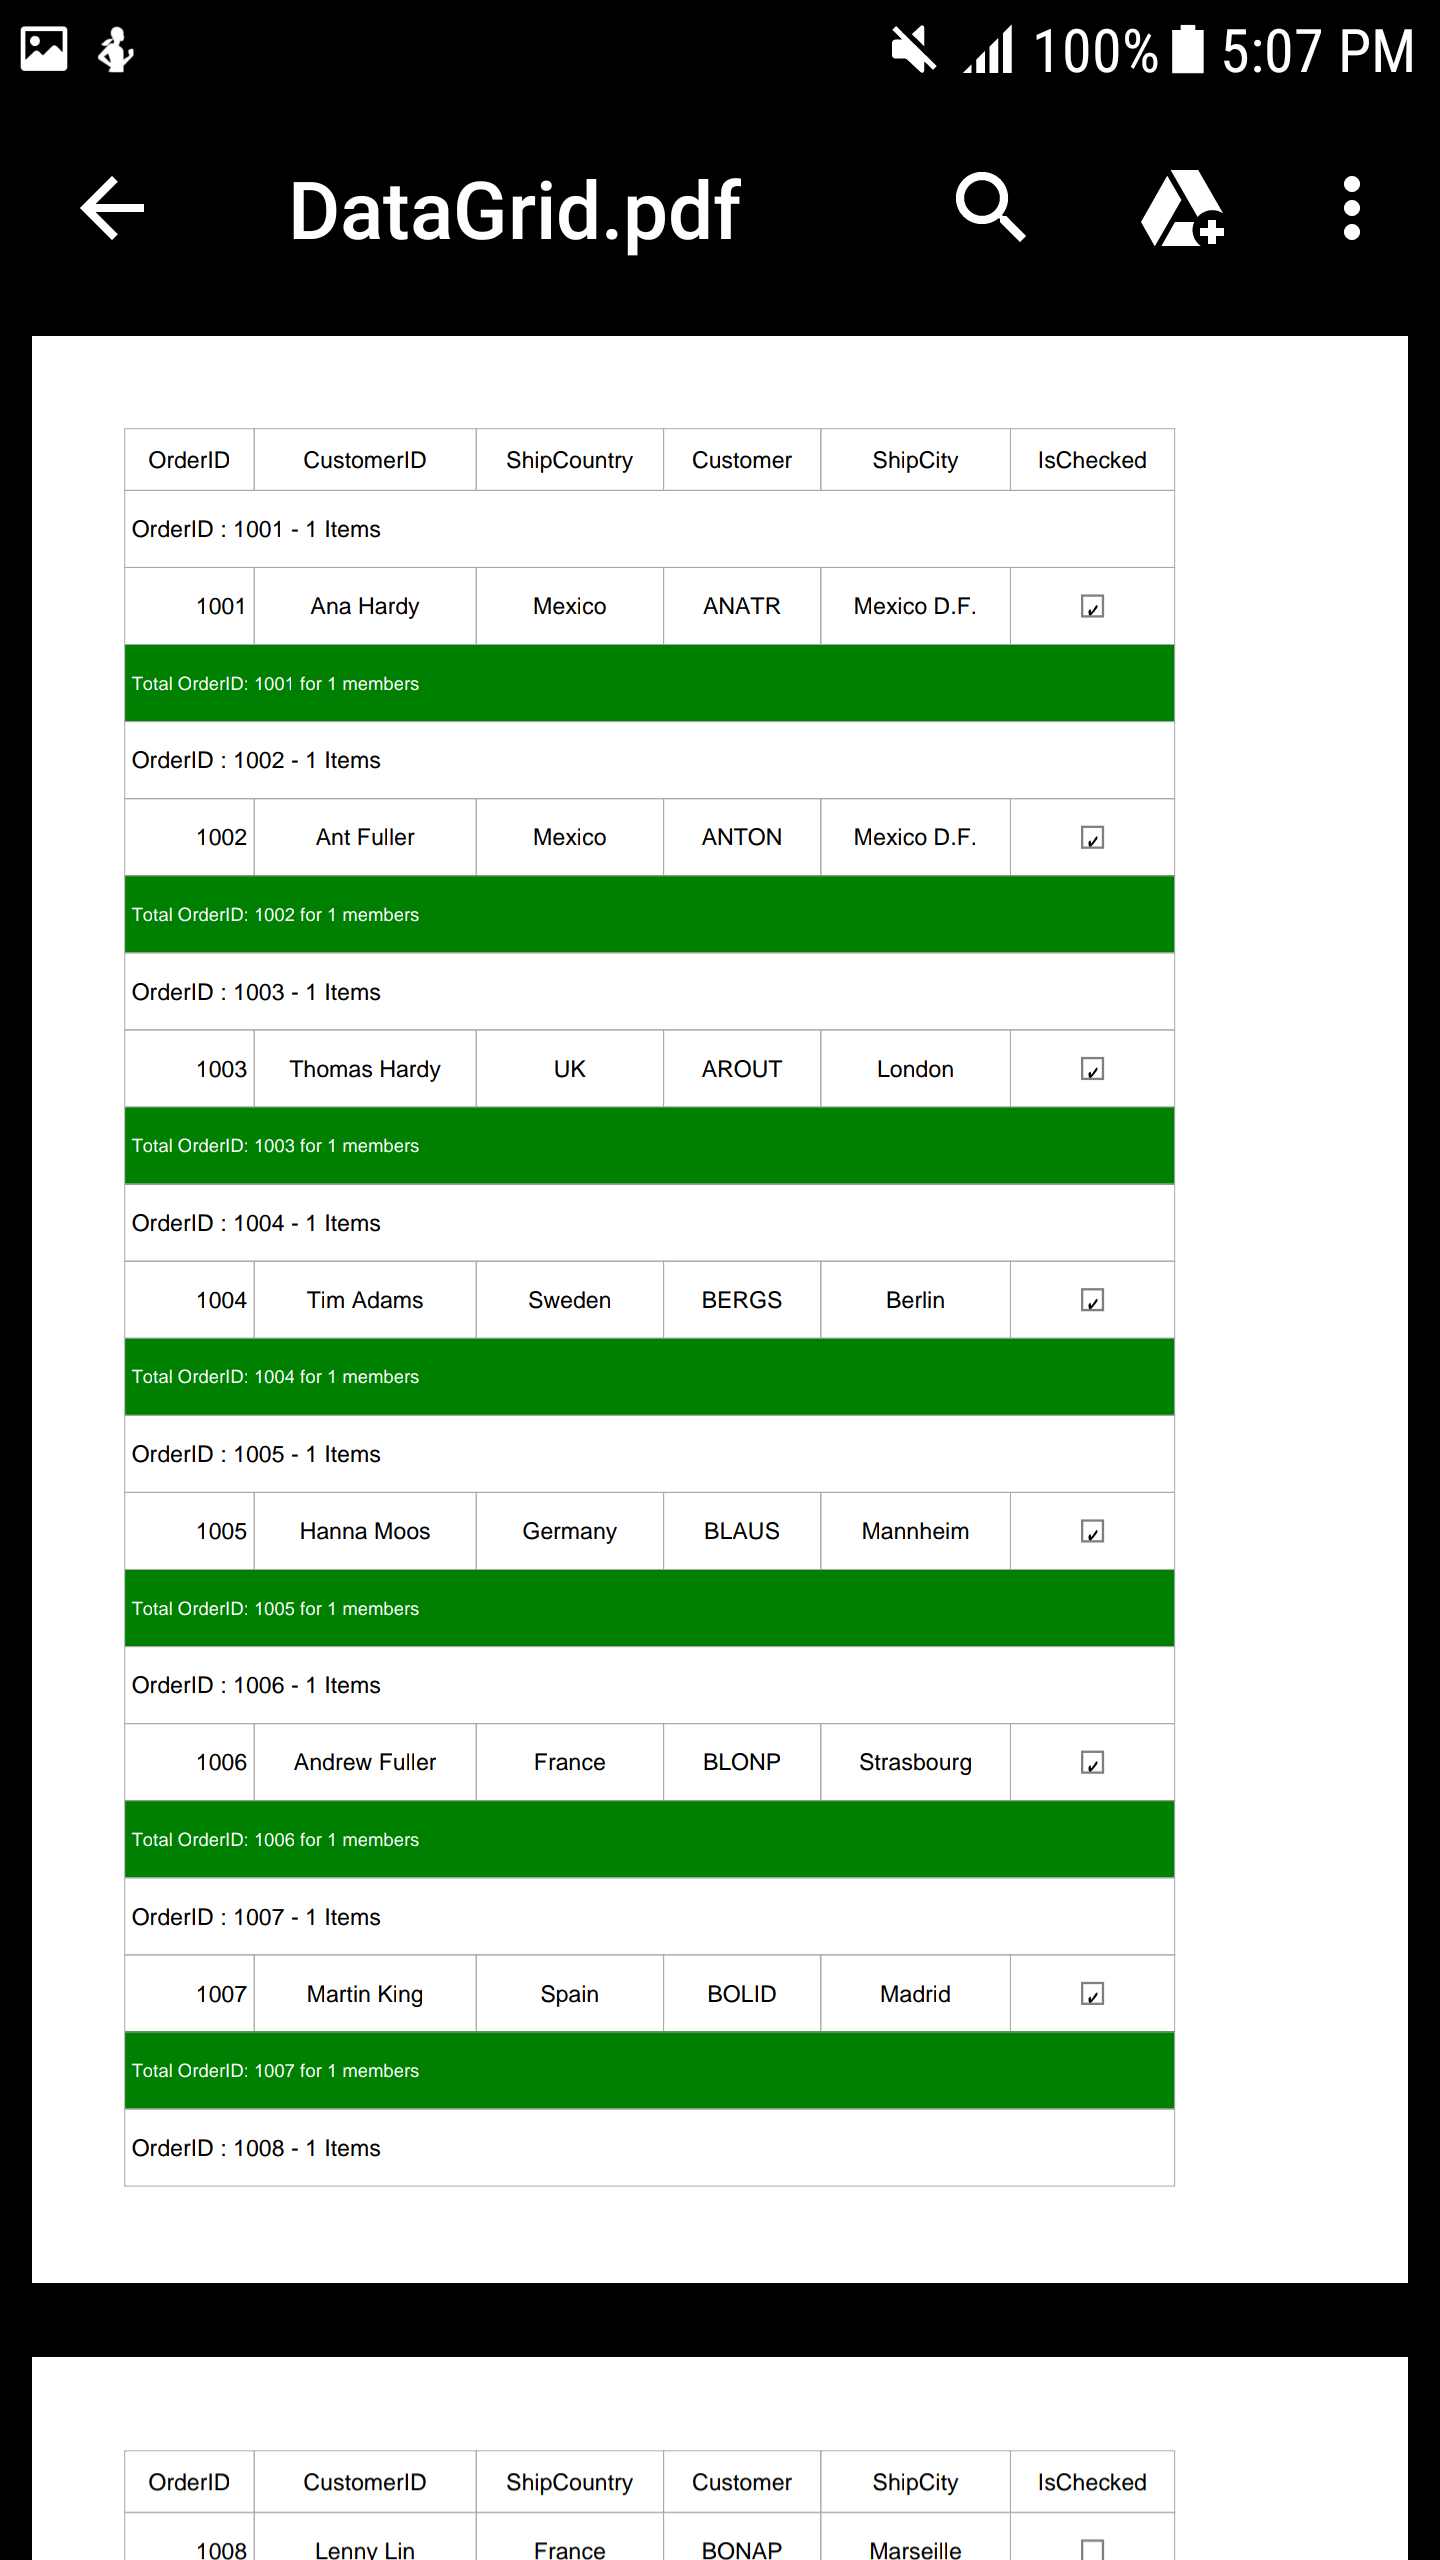 100% 5:07 PM
DataGrid.pdf
OrderID CustomerID ShipCountry Customer ShipCity IsChecked
OrderID : 1001 - 1 Items
1001 Ana Hardy Mexico ANATR Mexico D.F.
Total OrderID: 1001 for 1 members
OrderID : 1002 - 1 Items
1002 Ant Fuller Mexico ANTON Mexico D.F.
Total OrderID: 1002 for 1 members
OrderID : 1003 - 1 Items
1003 Thomas Hardy UK AROUT London
Total OrderID: 1003 for 1 members
OrderID : 1004 - 1 Items
1004 Tim Adams Sweden BERGS Berlin
Total OrderID: 1004 for 1 members
OrderID : 1005 - 1 Items
1005 Hanna Moos Germany BLAUS Mannheim
Total OrderID: 1005 for 1 members
OrderID : 1006 - 1 Items
1006 Andrew Fuller France BLONP Strasbourg
Total OrderID: 1006 for 1 members
OrderID : 1007 - 1 Items
1007 Martin King Spain BOLID Madrid
Total OrderID: 1007 for 1 members
OrderID : 1008 - 1 Items
OrderID CustomerID ShipCountry Customer ShipCity IsChecked
1008 Lenny Lin France BONAP Marseille